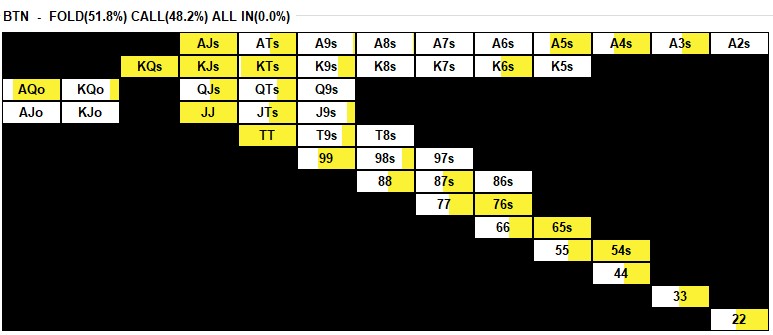 BTN - FOLD(51.8%) CALL(48.2%) ALL IN(0.0%)
AJs ATs A9s A8s A7s A6s A5s A4s A3s A2s
KQs KJs KTs K9s K8s K7s K6s K5s
AQo KQo QJs QTs Q9s
AJo KJo JJ JTs J9s
TT T9s T8s
99 98s 97s
88 87s 86s
77 76s
66 65s
55 54s
44
33
22